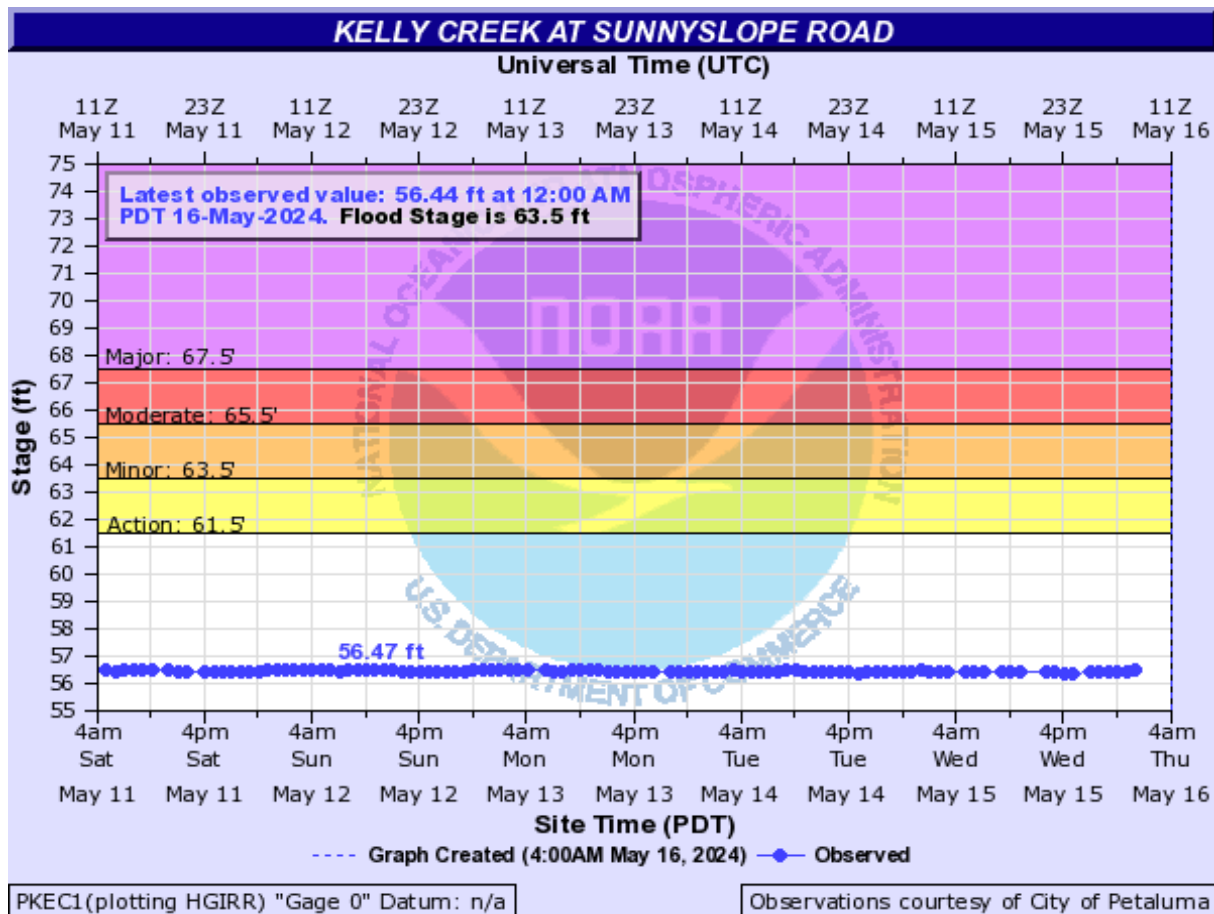 KELLY CREEK AT SUNNYSLOPE ROAD
Universal Time (UTC)
11Z 23Z 11Z 23Z 11Z 23Z 11Z 23Z 11Z 23Z 11Z
May 11 May 11 May 12 May 12 May 13 May 13 May 14 May 14 May 15 May 15 May 16
Latest observed value: 56.44 ft at 12:00 AM
PDT 16-May-2024. Flood Stage is 63.5 ft
NATIONAL OCEANIC AND ATMOSPHERIC ADMINISTRATION
NOAA
U.S. DEPARTMENT OF COMMERCE
Stage (ft)
75
74
73
72
71
70
69
68
67
66
65
64
63
62
61
60
59
58
57
56
55
Major: 67.5'
Moderate: 65.5'
Minor: 63.5'
Action: 61.5'
56.47 ft
4am 4pm 4am 4pm 4am 4pm 4am 4pm 4am 4pm 4am
Sat Sat Sun Sun Mon Mon Tue Tue Wed Wed Thu
May 11 May 11 May 12 May 12 May 13 May 13 May 14 May 14 May 15 May 15 May 16
Site Time (PDT)
Graph Created (4:00AM May 16, 2024) Observed
PKEC1(plotting HGIRR) "Gage 0" Datum: n/a
Observations courtesy of City of Petaluma